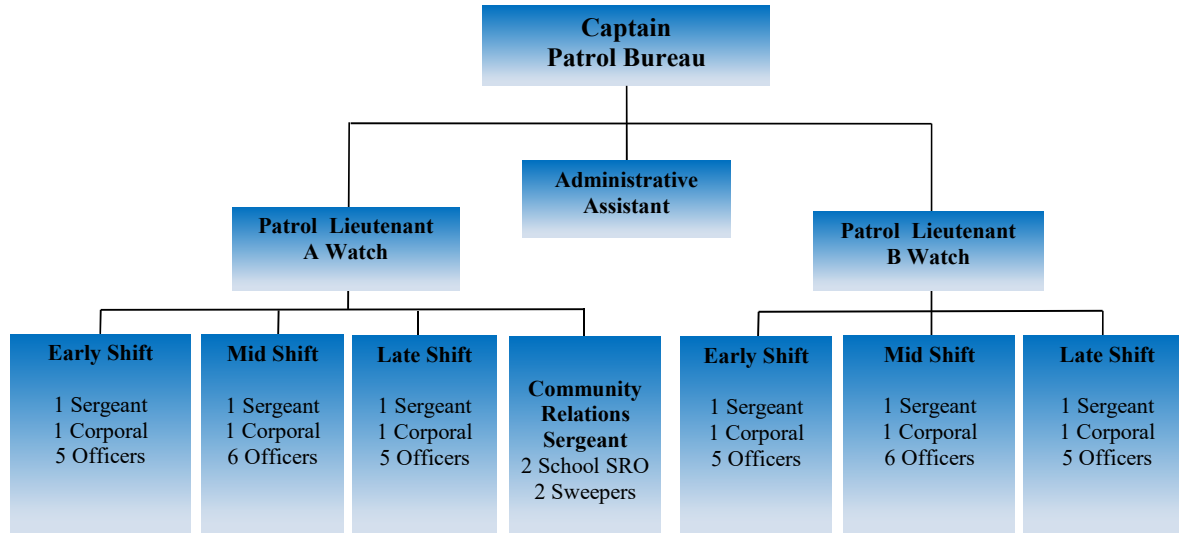 Captain
Patrol Bureau
Administrative
Assistant
Patrol Lieutenant
A Watch
Patrol Lieutenant
B Watch
Early Shift
1 Sergeant
1 Corporal
5 Officers
Mid Shift
1 Sergeant
1 Corporal
6 Officers
Late Shift
1 Sergeant
1 Corporal
5 Officers
Community
Relations
Sergeant
2 School SRO
2 Sweepers
Early Shift
1 Sergeant
1 Corporal
5 Officers
Mid Shift
1 Sergeant
1 Corporal
6 Officers
Late Shift
1 Sergeant
1 Corporal
5 Officers